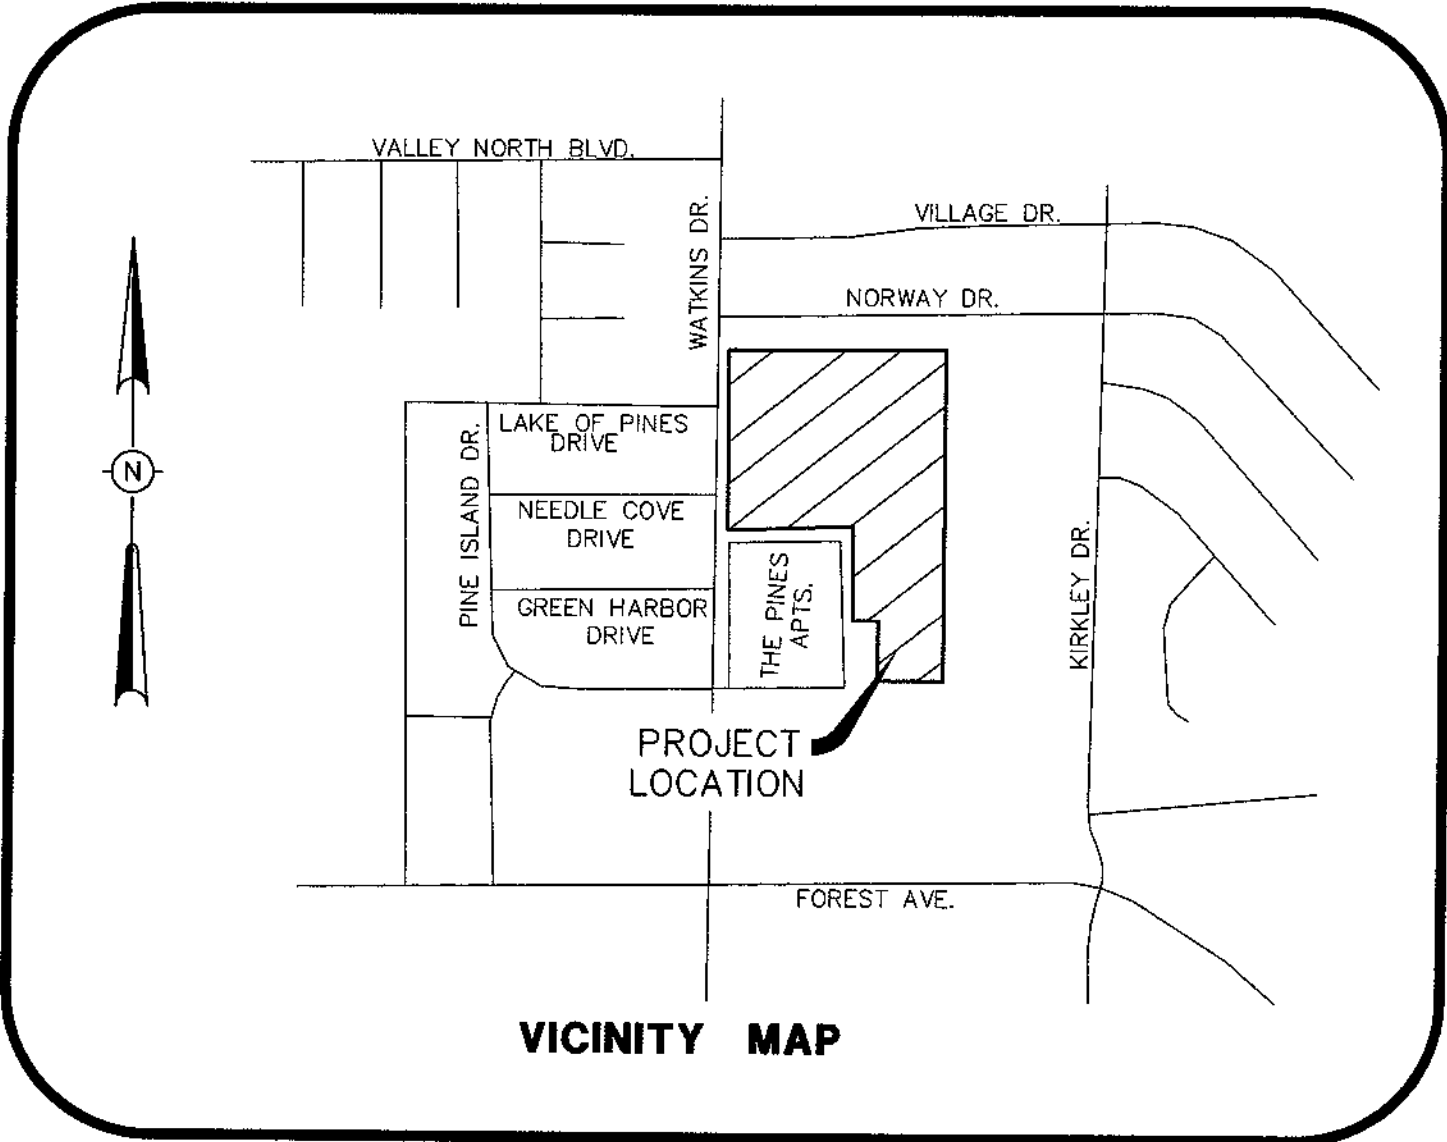 VALLEY NORTH BLVD.
VILLAGE DR.
WATKINS DR.
NORWAY DR.
LAKE OF PINES
DRIVE
PINE ISLAND DR.
N
NEEDLE COVE
DRIVE
KIRKLEY DR.
THE PINES
APTS.
GREEN HARBOR
DRIVE
PROJECT
LOCATION
FOREST AVE.
VICINITY MAP